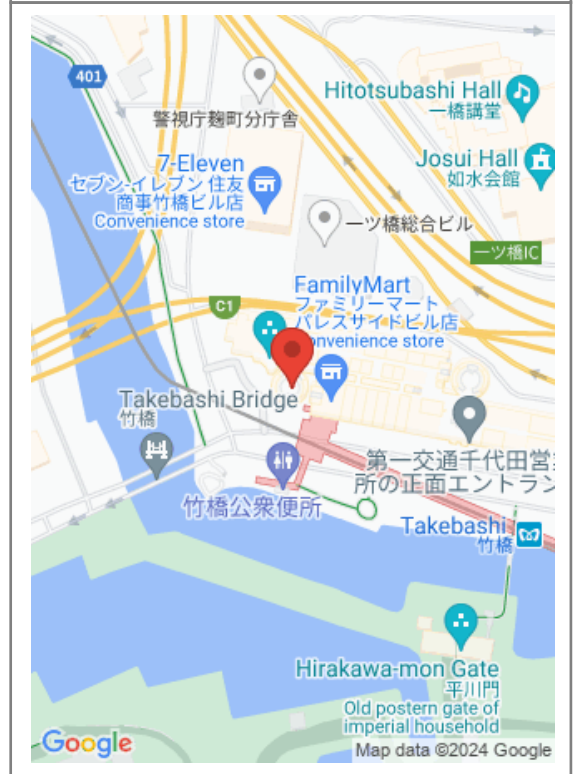 401
警視庁麹町分庁舎
Hitotsubashi Hall
一橋講堂
7-Eleven
セブン-イレブン 住友
商事竹橋ビル店
Convenience store
Josui Hall
如水会館
一ツ橋総合ビル
一ツ橋IC
C1
FamilyMart
ファミリーマート
パレスサイドビル店
Convenience store
Takebashi Bridge
竹橋
竹橋公衆便所
第一交通千代田営業
所の正面エントラン
Takebashi
竹橋
Hirakawa-mon Gate
平川門
Old postern gate of
imperial household
Google
Map data ©2024 Google